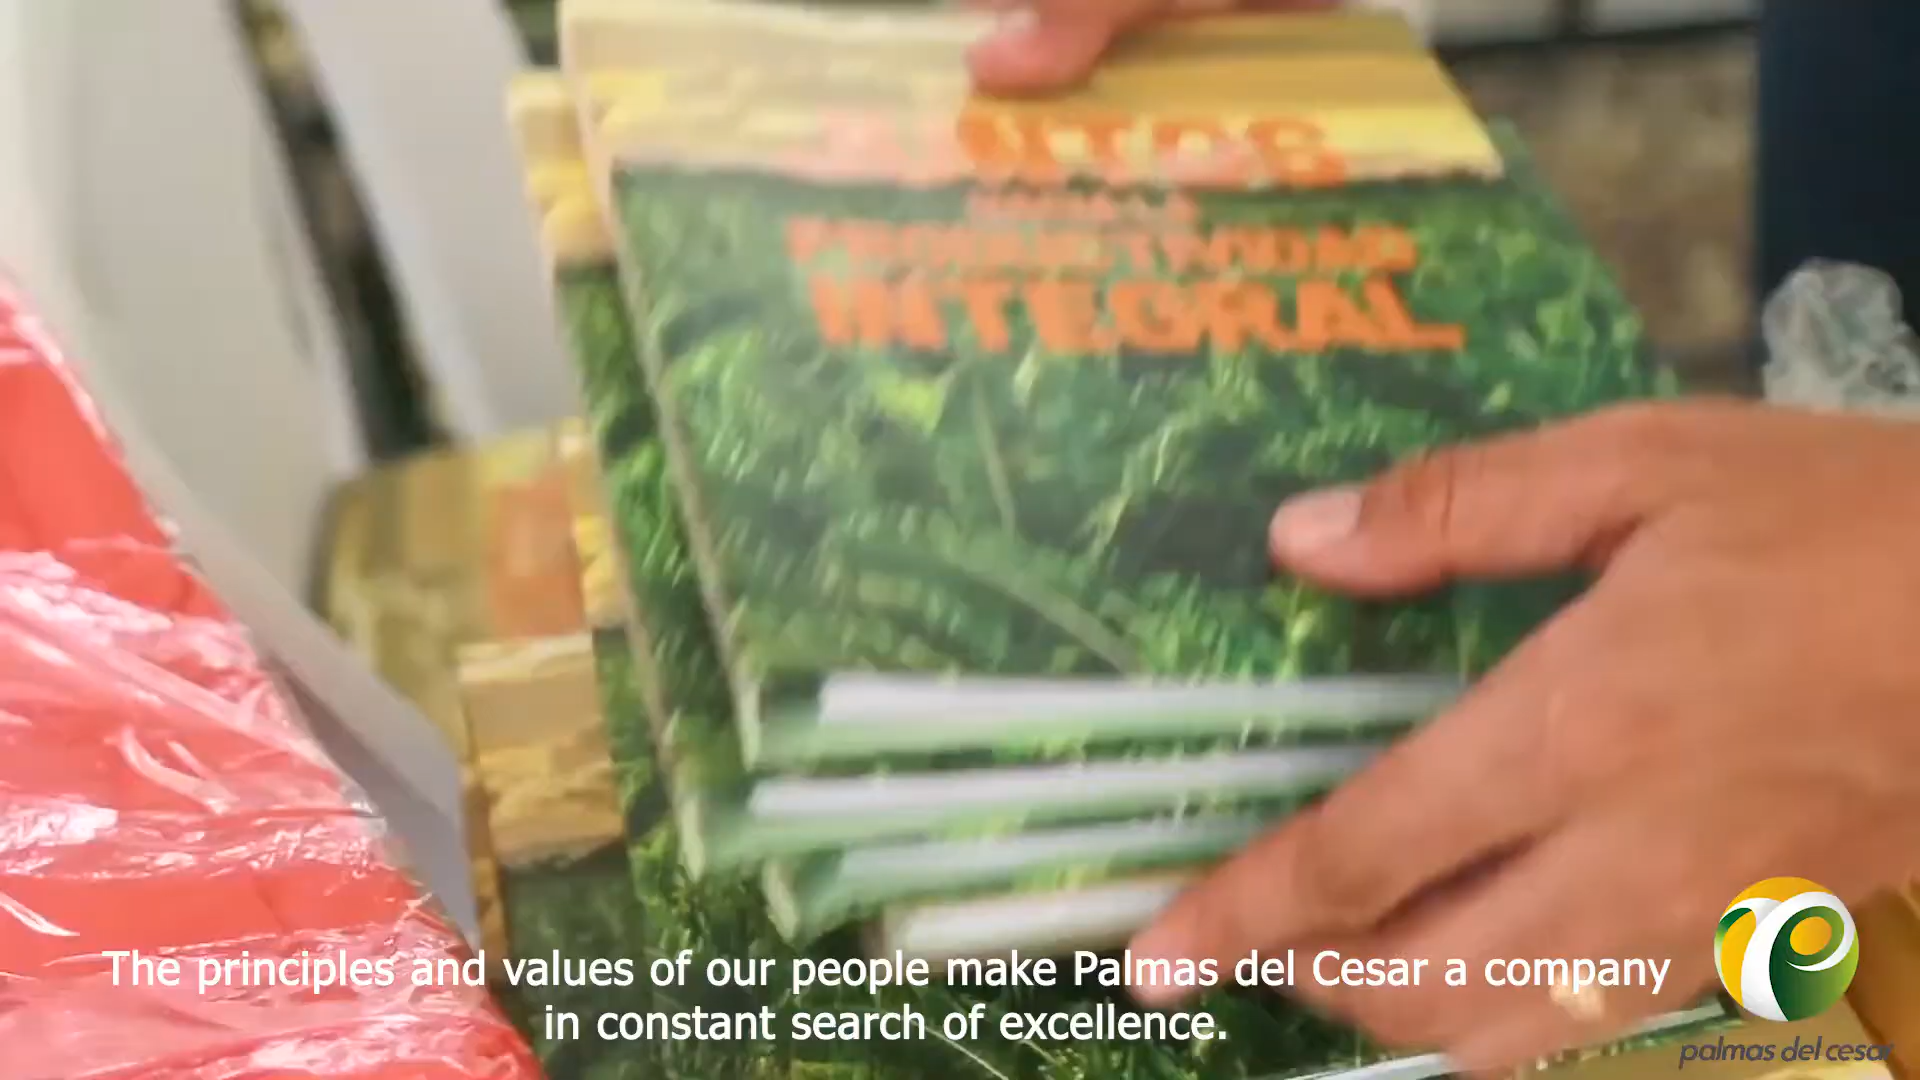 PRODUCTIVIDAD
INTEGRAL
The principles and values of our people make Palmas del Cesar a company
in constant search of excellence.
palmas del cesar